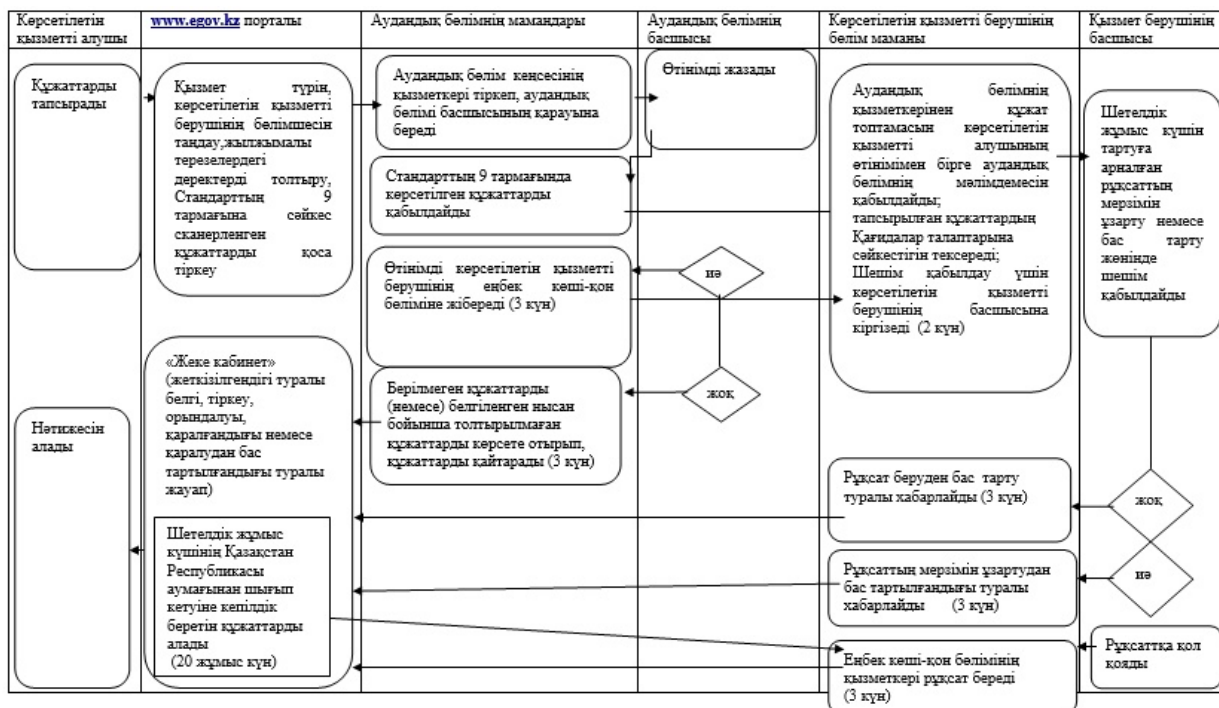 Көрсетілетін
қызметті алушы
www.egov.kz порталы
Аудандық бөлімнің мамандары
Аудандық бөлімнің
басшысы
Көрсетілетін қызметті берушінің
бөлім маманы
Қызмет берушінің
басшысы
Құжаттарды
тапсырады
Қызмет түрін,
көрсетілетін қызметті
берушінің бөлімшесін
таңдау,жылжымалы
терезелердегі
деректерді толтыру,
Стандарттың 9
тармағына сәйкес
сканерленген
құжаттарды қоса
тіркеу
Аудандық бөлім кеңсесінің
қызметкері тіркеп, аудандық
бөлімі басшысының қарауына
береді
Өтінімді жазады
Стандарттың 9 тармағында
көрсетілген құжаттарды
қабылдайды
Аудандық бөлімнің
қызметкерінен құжат
топтамасын көрсетілетін
қызметті алушының
өтінімімен бірге аудандық
бөлімнің мәлімдемесін
қабылдайды;
тапсырылған құжаттардың
Қағидалар талаптарына
сәйкестігін тексереді;
Шешім қабылдау үшін
көрсетілетін қызметті
берушінің басшысына
кіргізеді (2 күн)
Шетелдік
жұмыс күшін
тартуға
арналған
рұқсаттың
мерзімін
ұзарту немесе
бас тарту
жөнінде
шешім
қабылдайды
Өтінімді көрсетілетін қызметті
берушінің еңбек көші-қон
бөліміне жібереді (3 күн)
иә
жоқ
Берілмеген құжаттарды
(немесе) белгіленген нысан
бойынша толтырылмаған
құжаттарды көрсете отырып,
құжаттарды қайтарады (3 күн)
«Жеке кабинет»
(жеткізілгендігі туралы
белгі, тіркеу,
орындалуы,
қаралғандығы немесе
қаралудан бас
тартылғандығы туралы
жауап)
Нәтижесін
алады
Рұқсат беруден бас тарту
туралы хабарлайды (3 күн)
жоқ
Шетелдік жұмыс
күшінің Қазақстан
Республикасы
аумағынан шығып
кетуіне кепілдік
беретін құжаттарды
алады
(20 жұмыс күн)
Рұқсаттың мерзімін ұзартудан
бас тартылғандығы туралы
хабарлайды (3 күн)
иә
Еңбек көші-қон бөлімінің
қызметкері рұқсат береді
(3 күн)
Рұқсатқа қол
қояды